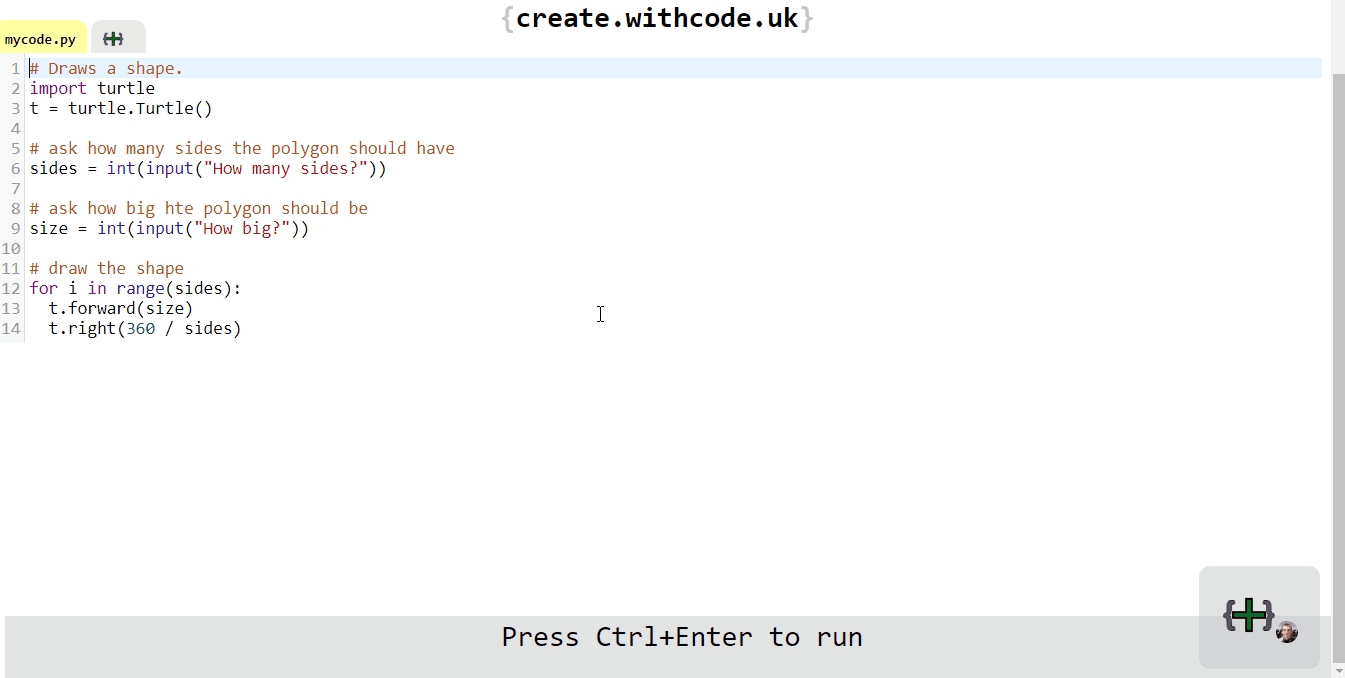 {create.withcode.uk}
mycode.py
1 # Draws a shape.
2 import turtle
3 t = turtle.Turtle()
4
5 # ask how many sides the polygon should have
6 sides = int(input("How many sides?"))
7
8 # ask how big hte polygon should be
9 size = int(input("How big?"))
10
11 # draw the shape
12 for i in range(sides):
13   t.forward(size)
14   t.right(360 / sides)
Press Ctrl+Enter to run